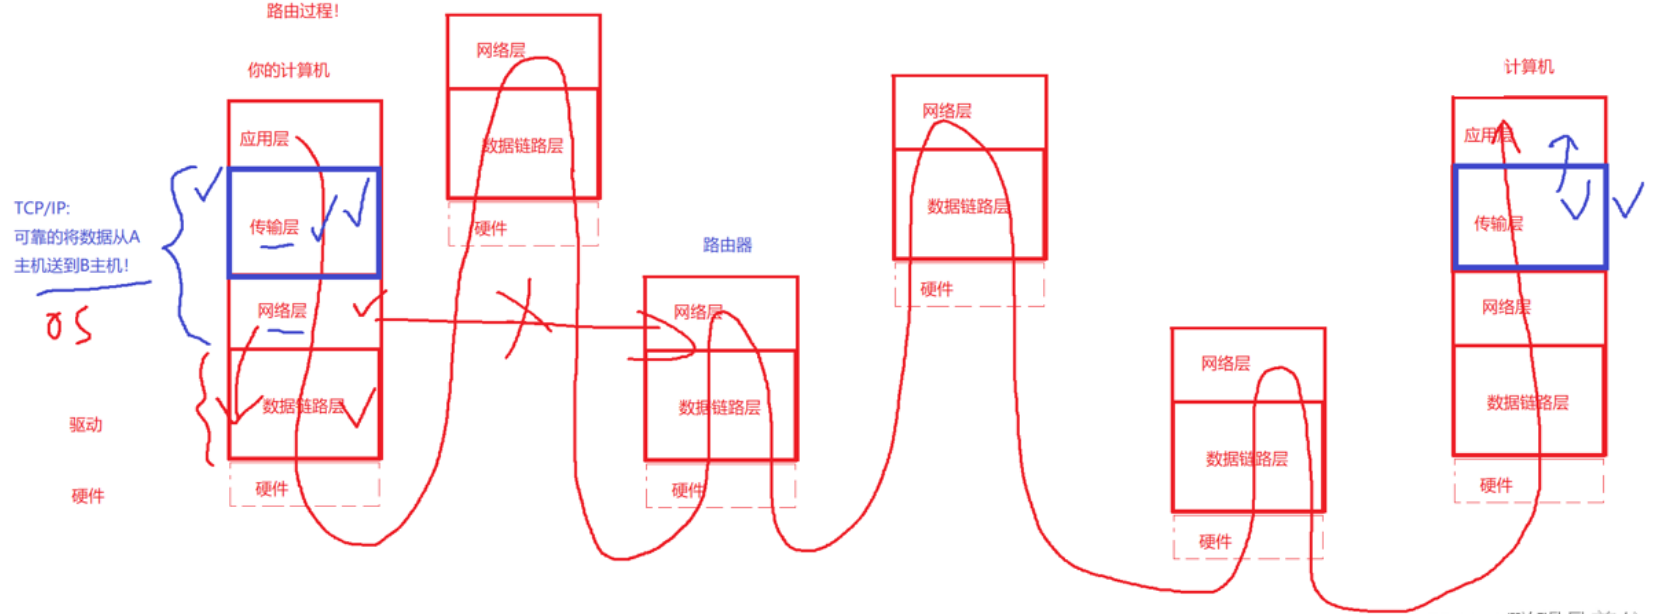 路由过程!
你的计算机
应用层
传输层
网络层
数据链路层
硬件
TCP/IP:
可靠的将数据从A
主机送到B主机!
OS
驱动
硬件
网络层
数据链路层
硬件
路由器
网络层
数据链路层
硬件
网络层
数据链路层
硬件
网络层
数据链路层
硬件
计算机
应用层
传输层
网络层
数据链路层
硬件